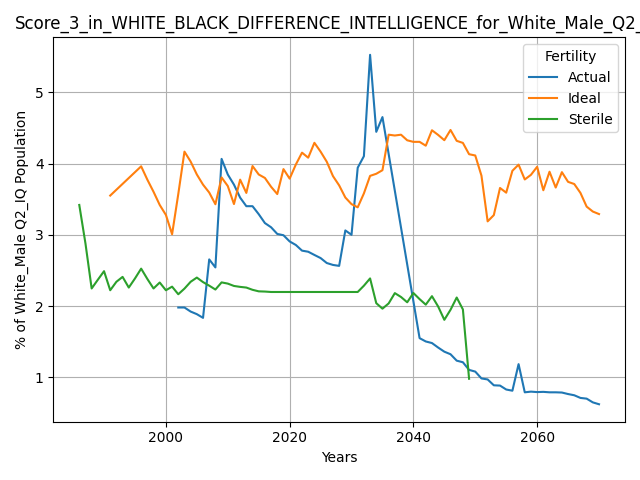 Score_3_in_WHITE_BLACK_DIFFERENCE_INTELLIGENCE_for_White_Male_Q2_
Fertility
Actual
Ideal
Sterile
% of White_Male Q2_IQ Population
5
4
3
2
1
2000 2020 2040 2060
Years